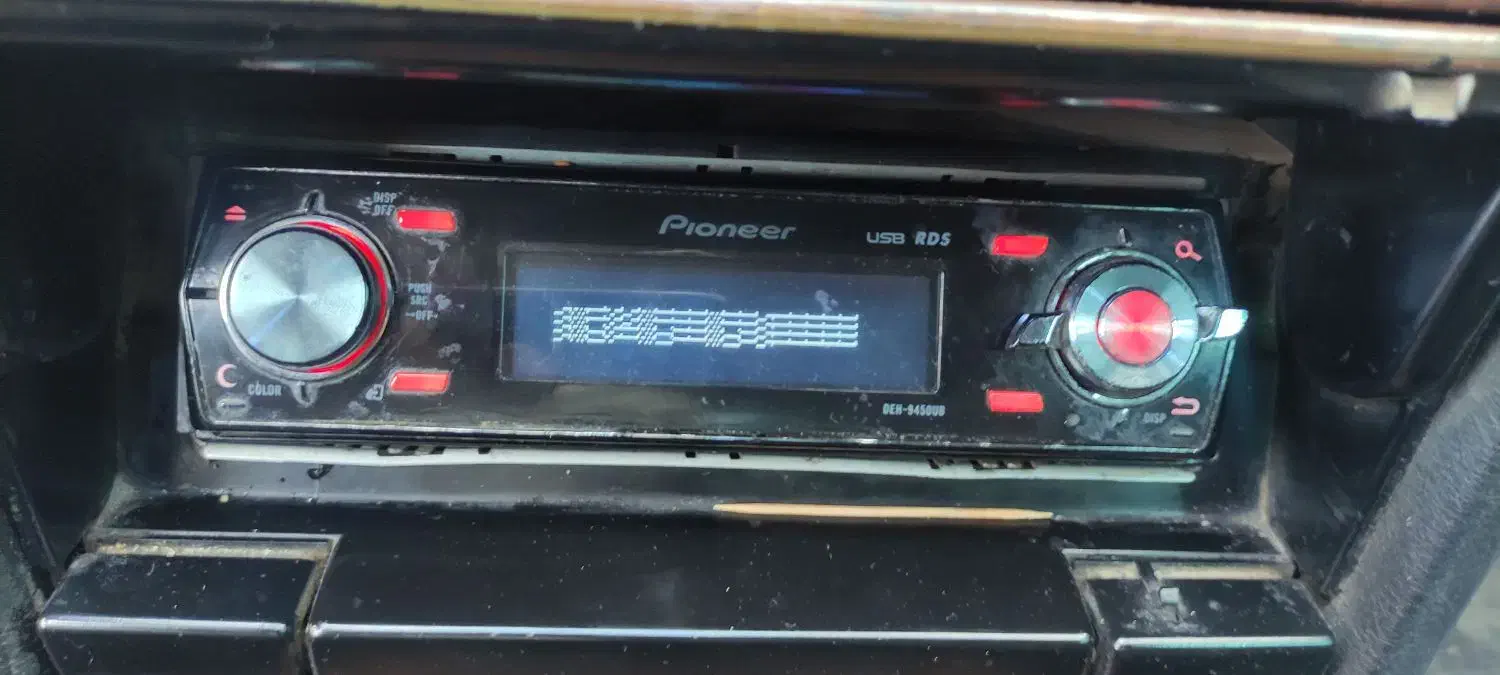 DISP
OFF
Pioneer
USB RDS
PUSH
SRC
OFF
COLOR
DEH-9450UB
DISP